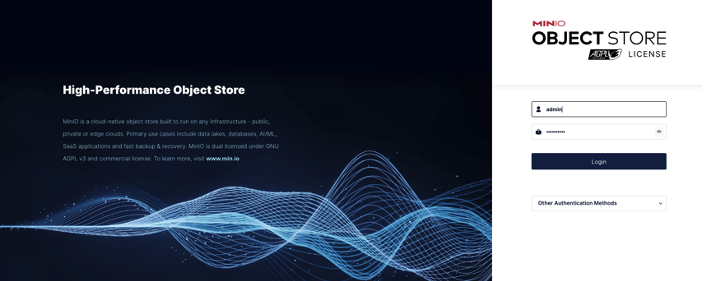 High-Performance Object Store
MinIO is a cloud-native object store built to run on any infrastructure - public,
private or edge clouds. Primary use cases include data lakes, databases, AI/ML,
SaaS applications and fast backup & recovery. MinIO is dual licensed under GNU
AGPL v3 and commercial license. To learn more, visit www.min.io
MINIO
OBJECT STORE
AGPL V3 LICENSE
admin
••••••••••
Login
Other Authentication Methods